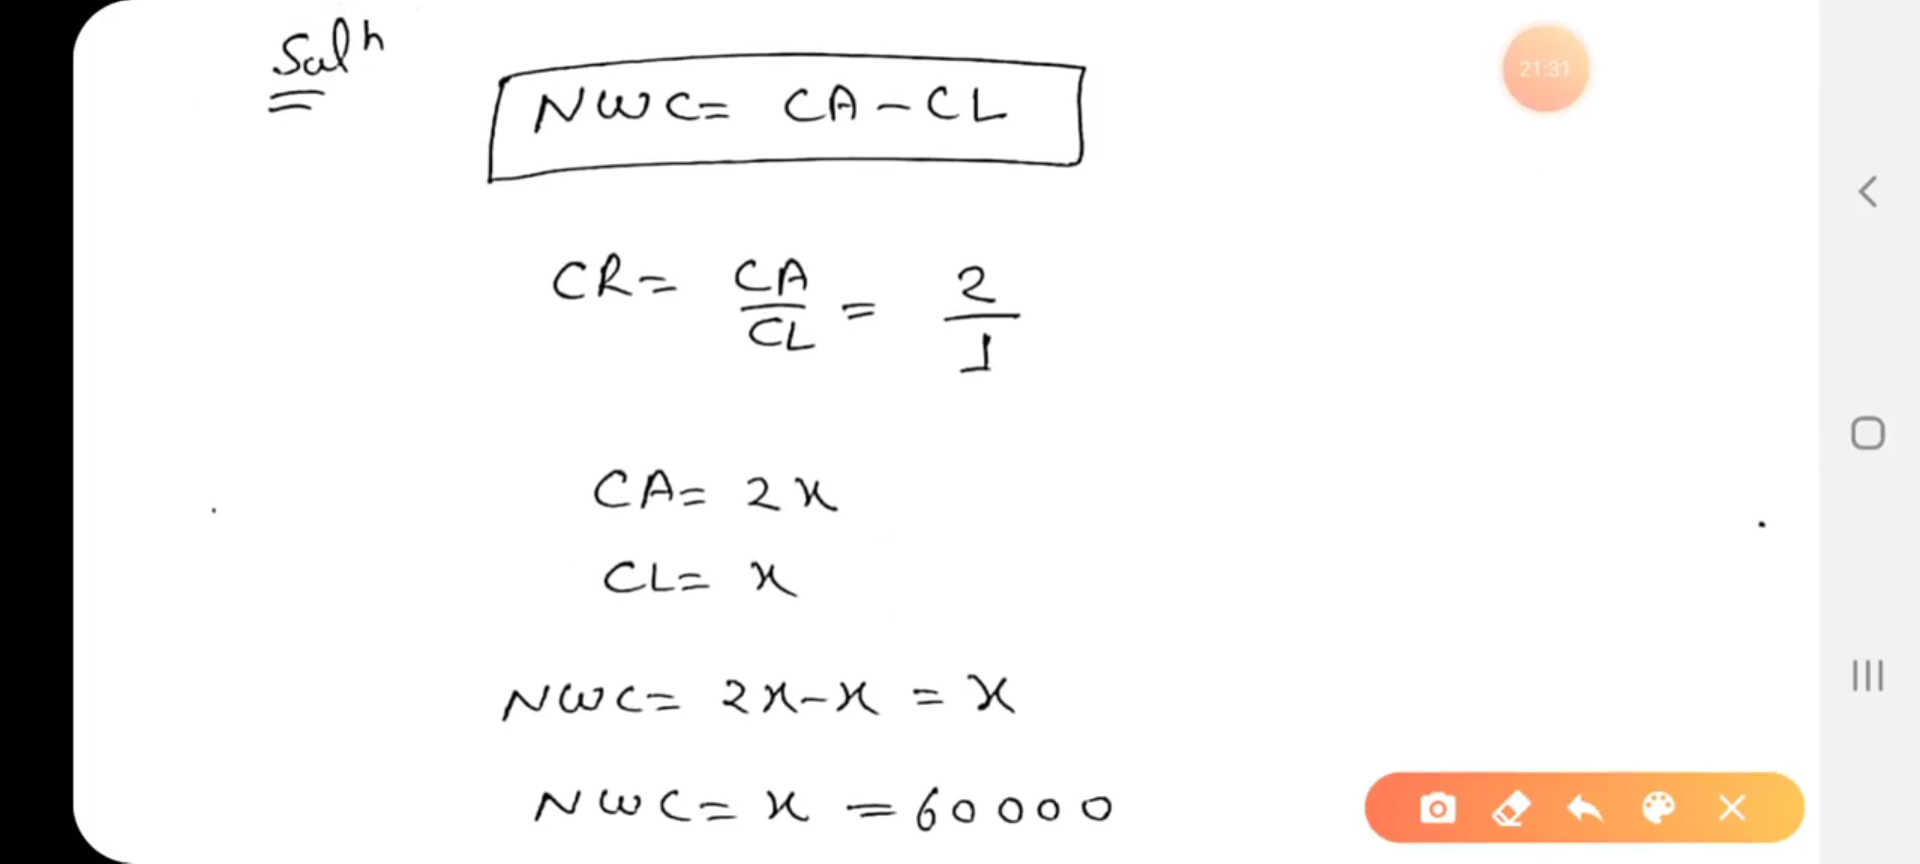 Soln
NWC= CA-CL
21:31
CR= CA/CL = 2/1
CA= 2x
CL= x
NWC= 2x-x = x
NWC= x = 60000